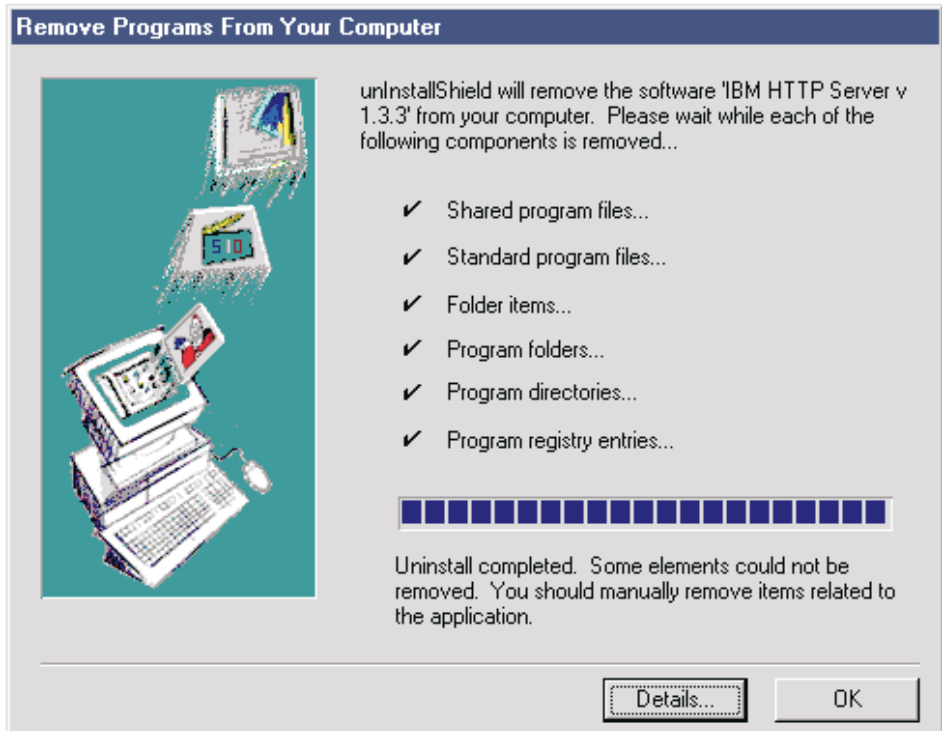 Remove Programs From Your Computer
unInstallShield will remove the software 'IBM HTTP Server v
1.3.3' from your computer.  Please wait while each of the
following components is removed...
✔ Shared program files...
✔ Standard program files...
✔ Folder items...
✔ Program folders...
✔ Program directories...
✔ Program registry entries...
510
Uninstall completed.  Some elements could not be
removed.  You should manually remove items related to
the application.
Details...
OK